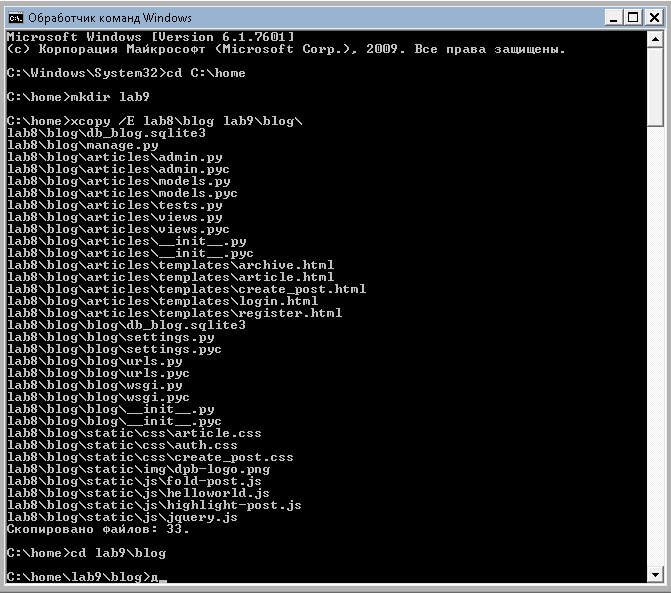 Обработчик команд Windows
Microsoft Windows [Version 6.1.7601]
(c) Корпорация Майкрософт (Microsoft Corp.), 2009. Все права защищены.
C:\Windows\System32>cd C:\home
C:\home>mkdir lab9
C:\home>xcopy /E lab8\blog lab9\blog\
lab8\blog\db_blog.sqlite3
lab8\blog\manage.py
lab8\blog\articles\admin.py
lab8\blog\articles\admin.pyc
lab8\blog\articles\models.py
lab8\blog\articles\models.pyc
lab8\blog\articles\tests.py
lab8\blog\articles\views.py
lab8\blog\articles\views.pyc
lab8\blog\articles\__init__.py
lab8\blog\articles\__init__.pyc
lab8\blog\articles\templates\archive.html
lab8\blog\articles\templates\article.html
lab8\blog\articles\templates\create_post.html
lab8\blog\articles\templates\login.html
lab8\blog\articles\templates\register.html
lab8\blog\blog\db_blog.sqlite3
lab8\blog\blog\settings.py
lab8\blog\blog\settings.pyc
lab8\blog\blog\urls.py
lab8\blog\blog\urls.pyc
lab8\blog\blog\wsgi.py
lab8\blog\blog\wsgi.pyc
lab8\blog\blog\__init__.py
lab8\blog\blog\__init__.pyc
lab8\blog\static\css\article.css
lab8\blog\static\css\auth.css
lab8\blog\static\css\create_post.css
lab8\blog\static\img\dpb-logo.png
lab8\blog\static\js\fold-post.js
lab8\blog\static\js\helloworld.js
lab8\blog\static\js\highlight-post.js
lab8\blog\static\js\jquery.js
Скопировано файлов: 33.
C:\home>cd lab9\blog
C:\home\lab9\blog>д_